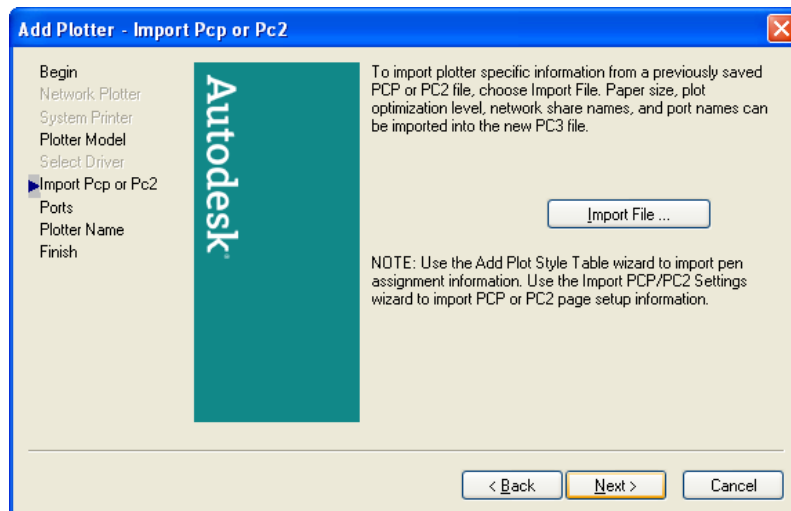 Add Plotter - Import Pcp or Pc2
Begin
Network Plotter
System Printer
Plotter Model
Select Driver
Import Pcp or Pc2
Ports
Plotter Name
Finish
Autodesk
To import plotter specific information from a previously saved
PCP or PC2 file, choose Import File. Paper size, plot
optimization level, network share names, and port names can
be imported into the new PC3 file.
Import File ...
NOTE: Use the Add Plot Style Table wizard to import pen
assignment information. Use the Import PCP/PC2 Settings
wizard to import PCP or PC2 page setup information.
< Back
Next >
Cancel